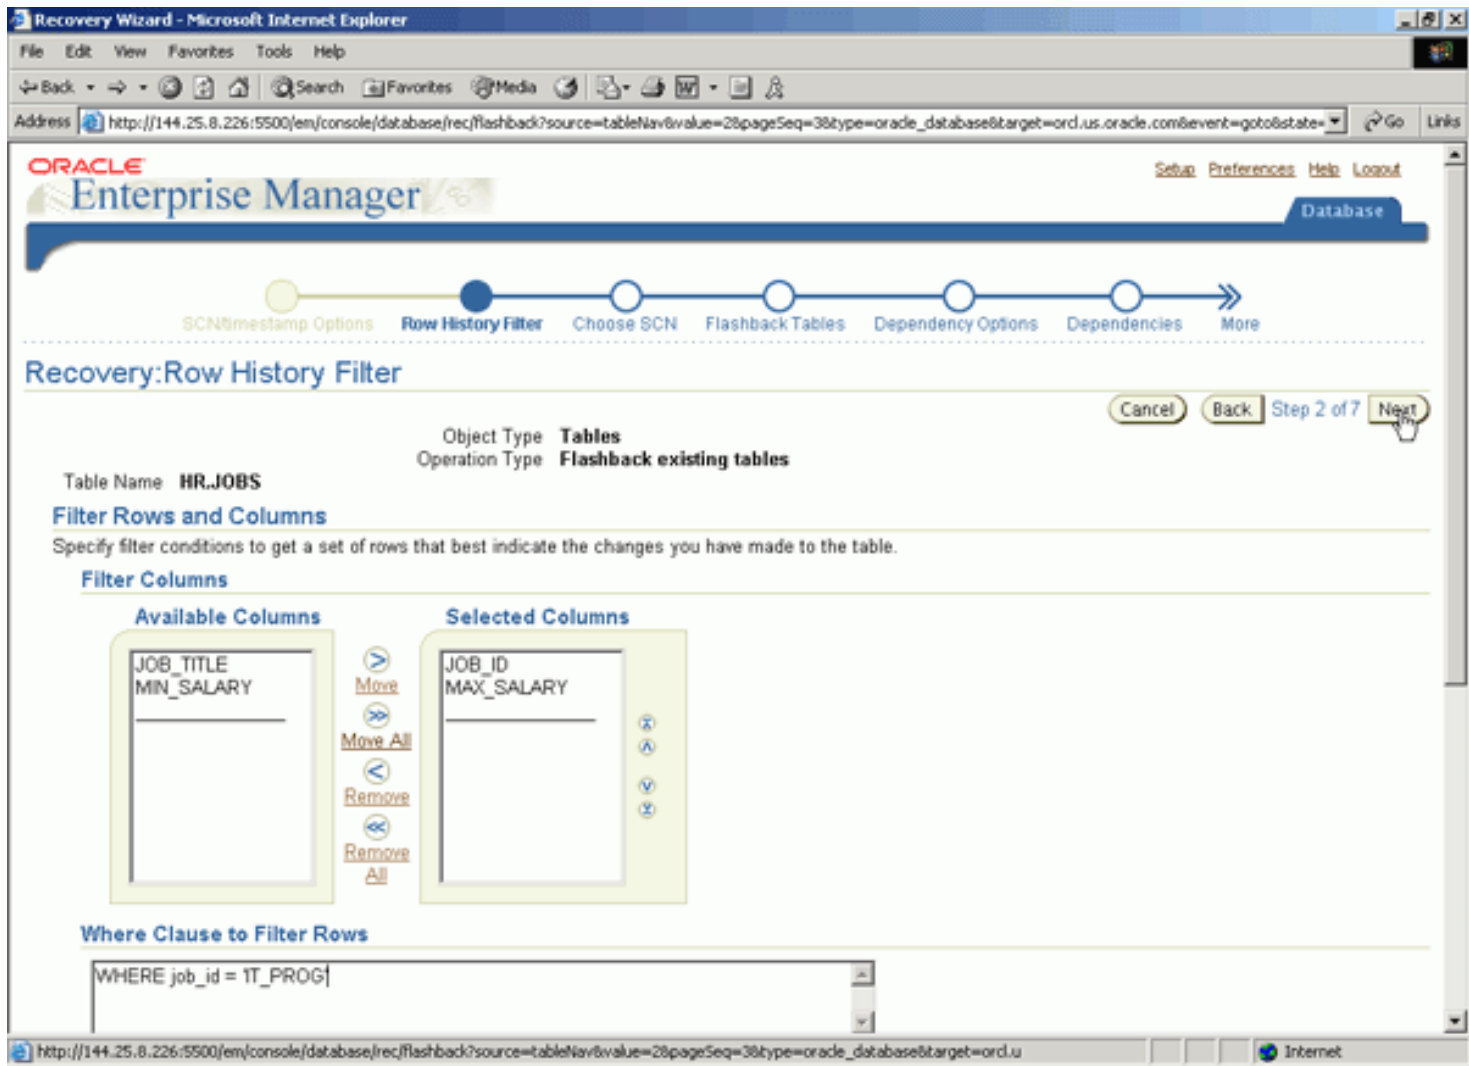 Recovery Wizard - Microsoft Internet Explorer
File Edit View Favorites Tools Help
Back Search Favorites Media
Address http://144.25.8.226:5500/em/console/database/rec/flashback?source=tableNav&value=2&pageSeq=3&type=oracle_database&target=orcl.us.oracle.com&event=goto&state= Go Links
ORACLE
Enterprise Manager
Setup Preferences Help Logout
Database
SCN/timestamp Options Row History Filter Choose SCN Flashback Tables Dependency Options Dependencies More
Recovery:Row History Filter
Cancel Back Step 2 of 7 Next
Object Type Tables
Operation Type Flashback existing tables
Table Name HR.JOBS
Filter Rows and Columns
Specify filter conditions to get a set of rows that best indicate the changes you have made to the table.
Filter Columns
Available Columns Selected Columns
JOB_TITLE JOB_ID
MIN_SALARY MAX_SALARY
Move
Move All
Remove
Remove
All
Where Clause to Filter Rows
WHERE job_id = 'IT_PROG'
http://144.25.8.226:5500/em/console/database/rec/flashback?source=tableNav&value=2&pageSeq=3&type=oracle_database&target=orcl.u Internet